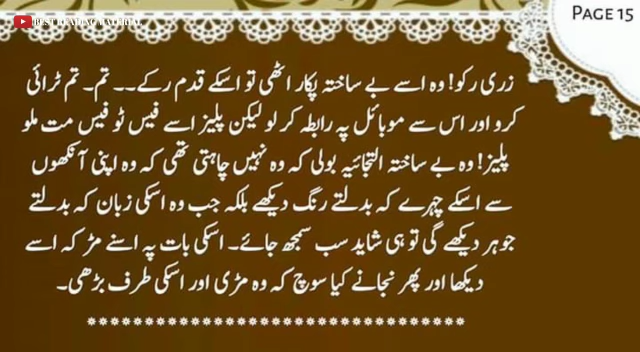 BEST READING MATERIAL
PAGE 15
زری رکو! وہ اسے بے ساختہ پکار اٹھی تو اسکے قدم رکے۔۔ تم۔ تم ٹرائی
کرو اور اس سے موبائل پہ رابطہ کر لو لیکن پلیز اسے فیس ٹو فیس مت ملو
پلیز! وہ بے ساختہ التجائیہ بولی کہ وہ نہیں چاہتی تھی کہ وہ اپنی آنکھوں
سے اسکے چہرے کہ بدلتے رنگ دیکھے بلکہ جب وہ اسکی زبان کہ بدلتے
جوہر دیکھے گی تو ہی شاید سب سمجھ جائے۔ اسکی بات پہ اسنے مڑ کہ اسے
دیکھا اور پھر نجانے کیا سوچ کہ وہ مڑی اور اسکی طرف بڑھی۔